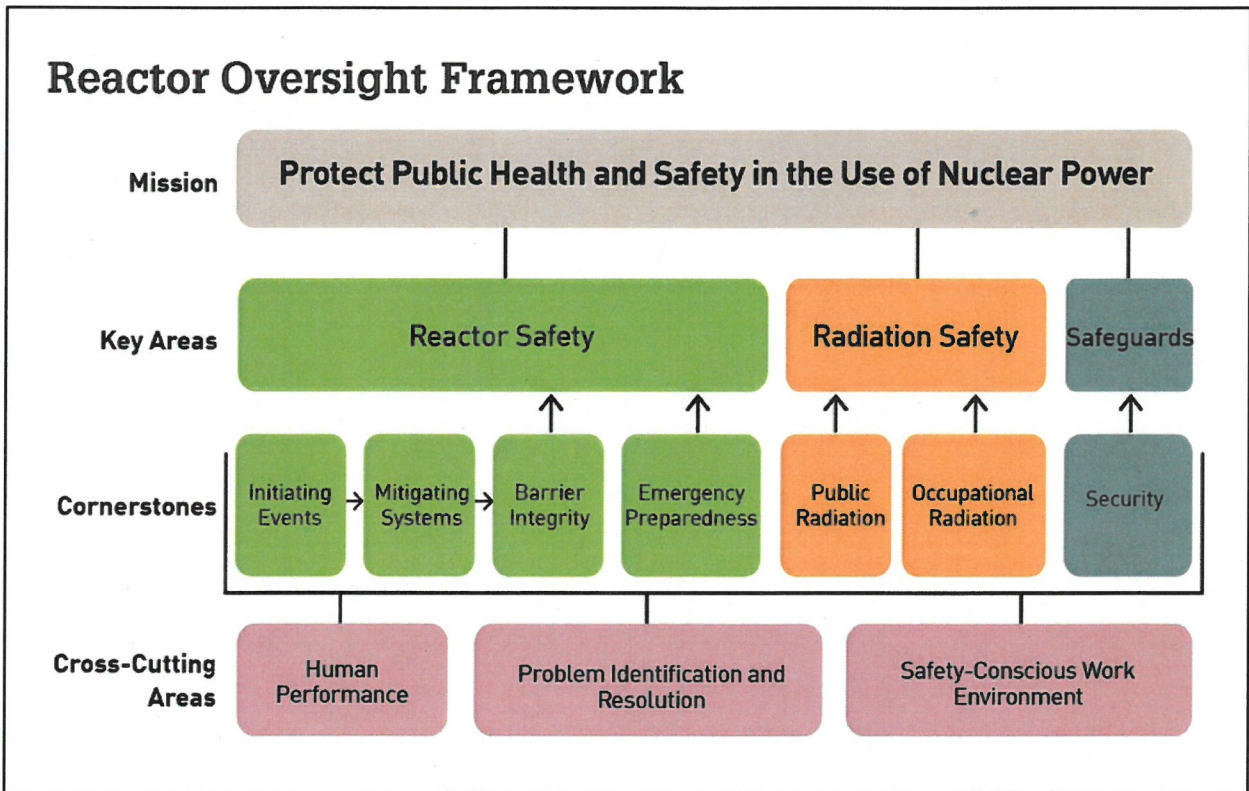 Reactor Oversight Framework
Mission
Protect Public Health and Safety in the Use of Nuclear Power
Key Areas
Reactor Safety
Radiation Safety
Safeguards
Cornerstones
Initiating
Events
Mitigating
Systems
Barrier
Integrity
Emergency
Preparedness
Public
Radiation
Occupational
Radiation
Security
Cross-Cutting
Areas
Human
Performance
Problem Identification and
Resolution
Safety-Conscious Work
Environment